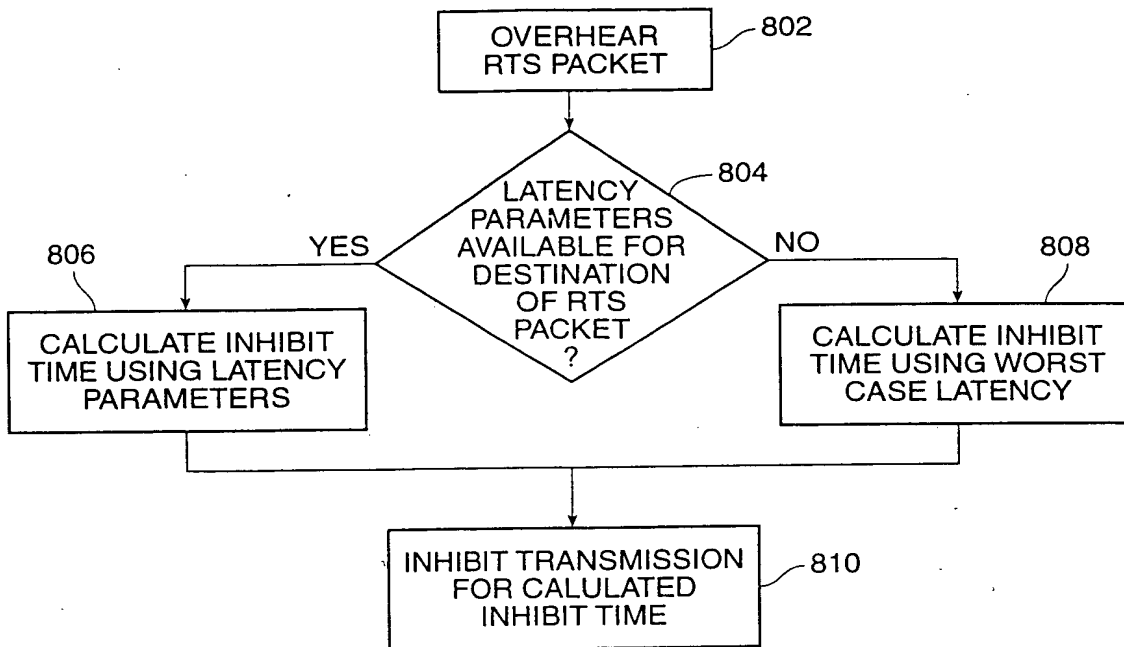 OVERHEAR
RTS PACKET
802
LATENCY
PARAMETERS
AVAILABLE FOR
DESTINATION
OF RTS
PACKET
?
804
YES
NO
806
CALCULATE INHIBIT
TIME USING LATENCY
PARAMETERS
808
CALCULATE INHIBIT
TIME USING WORST
CASE LATENCY
INHIBIT TRANSMISSION
FOR CALULATED
INHIBIT TIME
810